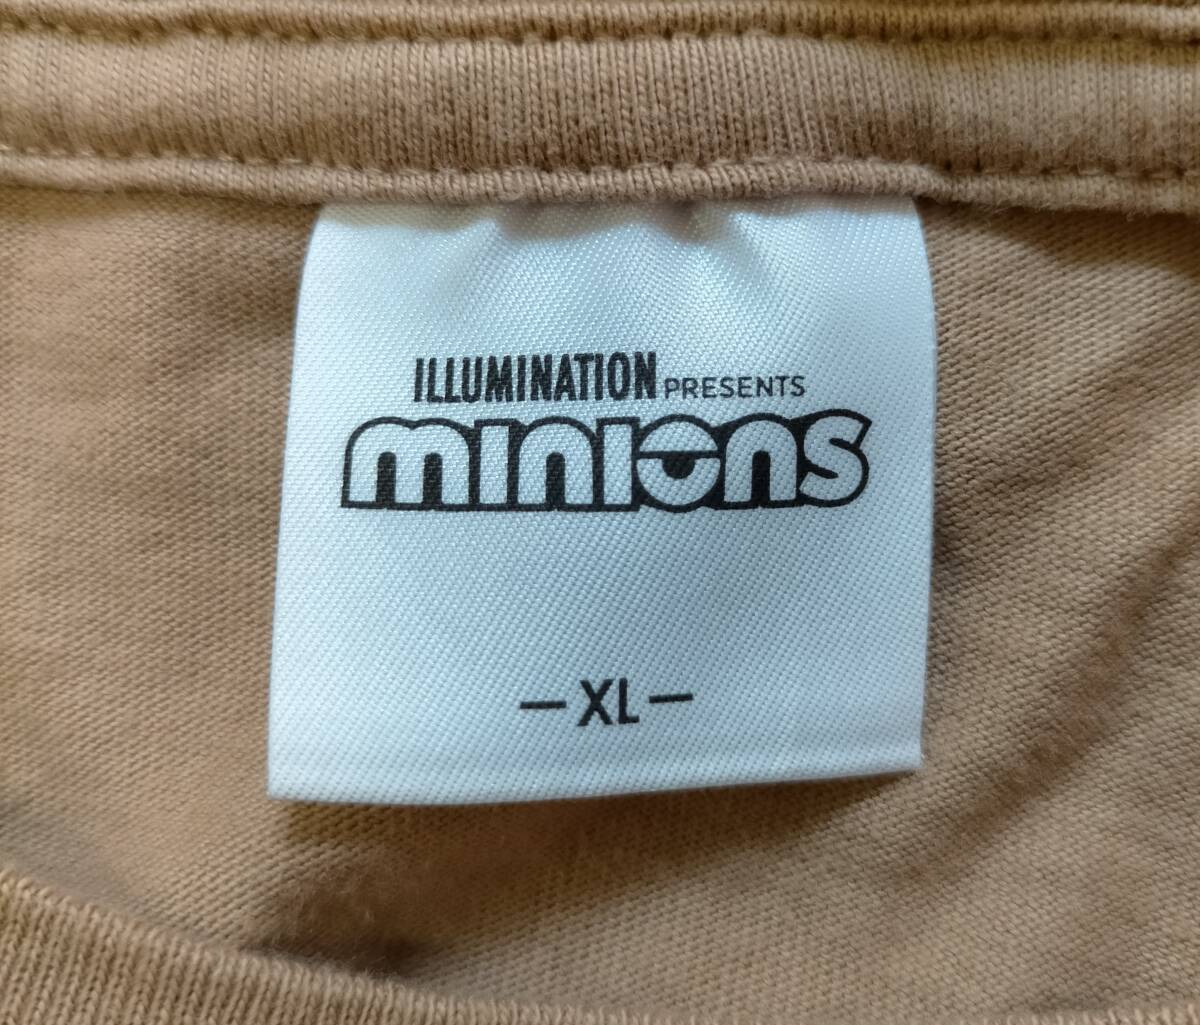 ILLUMINATION PRESENTS
minions
—XL—